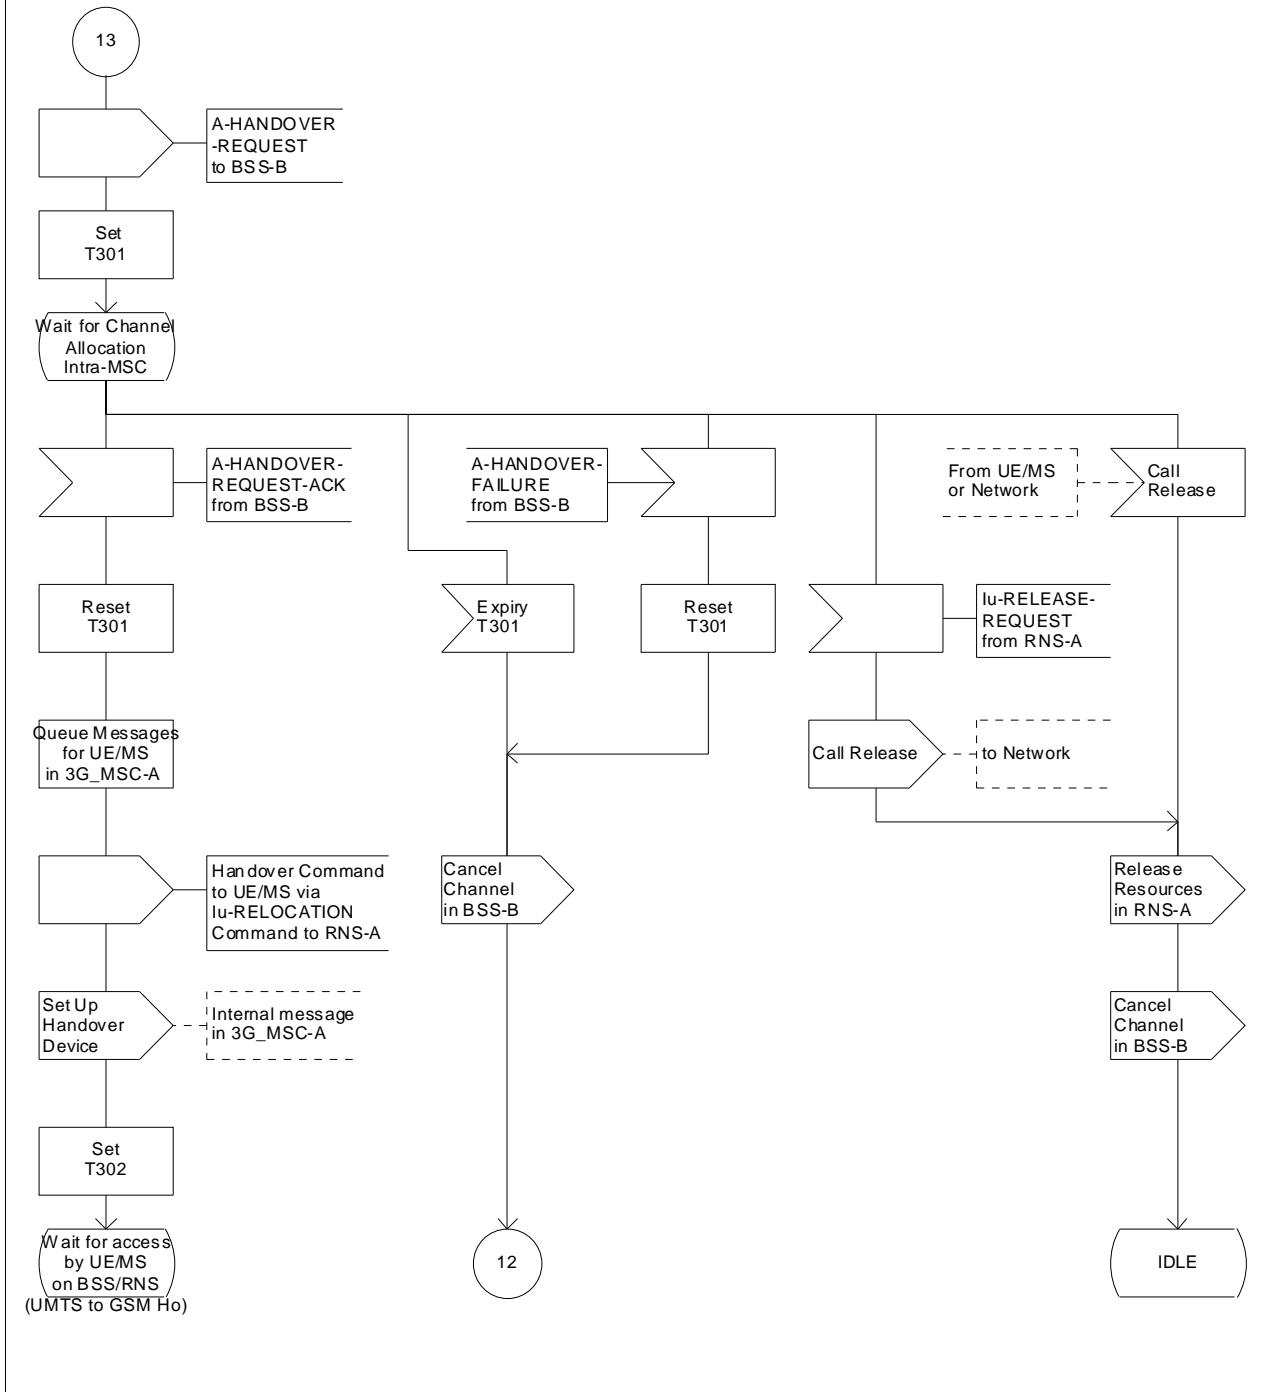 13
A-HANDOVER
-REQUEST
to BSS-B
Set
T301
Wait for Channel
Allocation
Intra-MSC
A-HANDOVER-
REQUEST-ACK
from BSS-B
A-HANDOVER-
FAILURE
from BSS-B
From UE/MS
or Network
Call
Release
Reset
T301
Expiry
T301
Reset
T301
Iu-RELEASE-
REQUEST
from RNS-A
Queue Messages
for UE/MS
in 3G_MSC-A
Call Release
to Network
Handover Command
to UE/MS via
Iu-RELOCATION
Command to RNS-A
Cancel
Channel
in BSS-B
Release
Resources
in RNS-A
Set Up
Handover
Device
Internal message
in 3G_MSC-A
Cancel
Channel
in BSS-B
Set
T302
Wait for access
by UE/MS
on BSS/RNS
(UMTS to GSM Ho)
12
IDLE